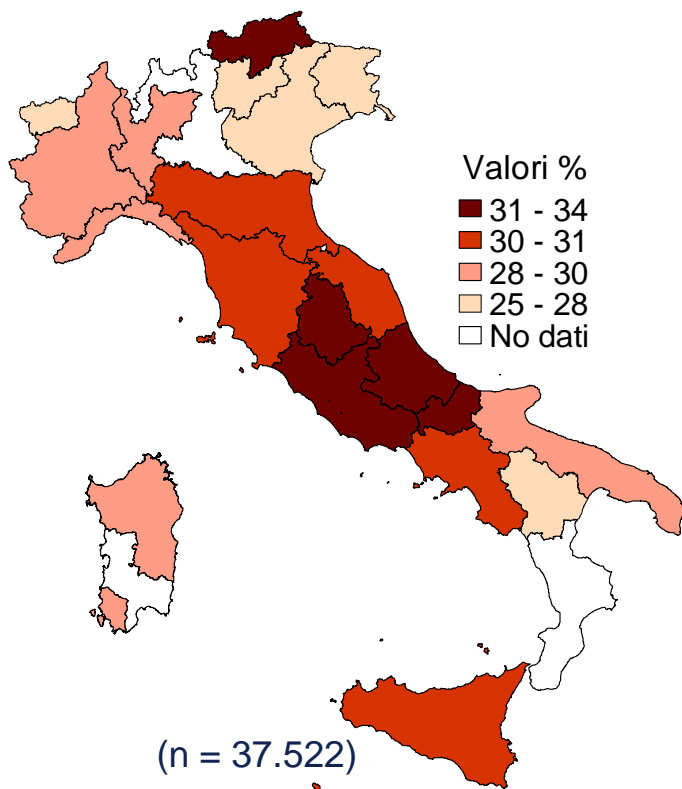 Valori %
31 - 34
30 - 31
28 - 30
25 - 28
No dati
(n = 37.522)